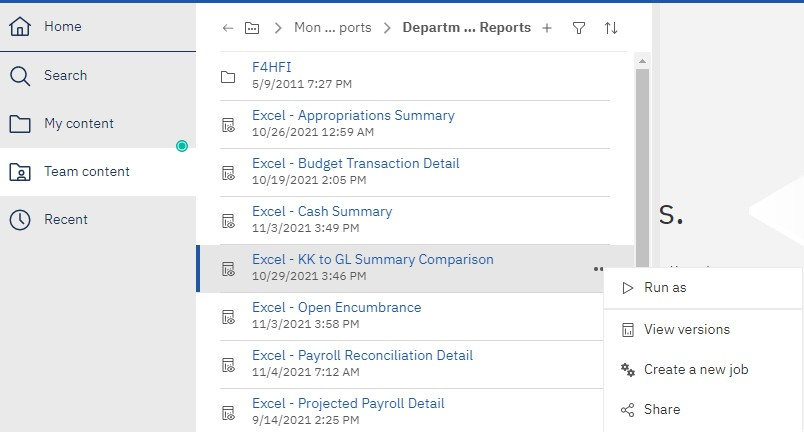 Home
Search
My content
Team content
Recent
Mon ... ports
Departm ... Reports
F4HFI
5/9/2011 7:27 PM
Excel - Appropriations Summary
10/26/2021 12:59 AM
Excel - Budget Transaction Detail
10/19/2021 2:05 PM
Excel - Cash Summary
11/3/2021 3:49 PM
Excel - KK to GL Summary Comparison
10/29/2021 3:46 PM
Excel - Open Encumbrance
11/3/2021 3:58 PM
Excel - Payroll Reconciliation Detail
11/4/2021 7:12 AM
Excel - Projected Payroll Detail
9/14/2021 2:25 PM
s.
Run as
View versions
Create a new job
Share